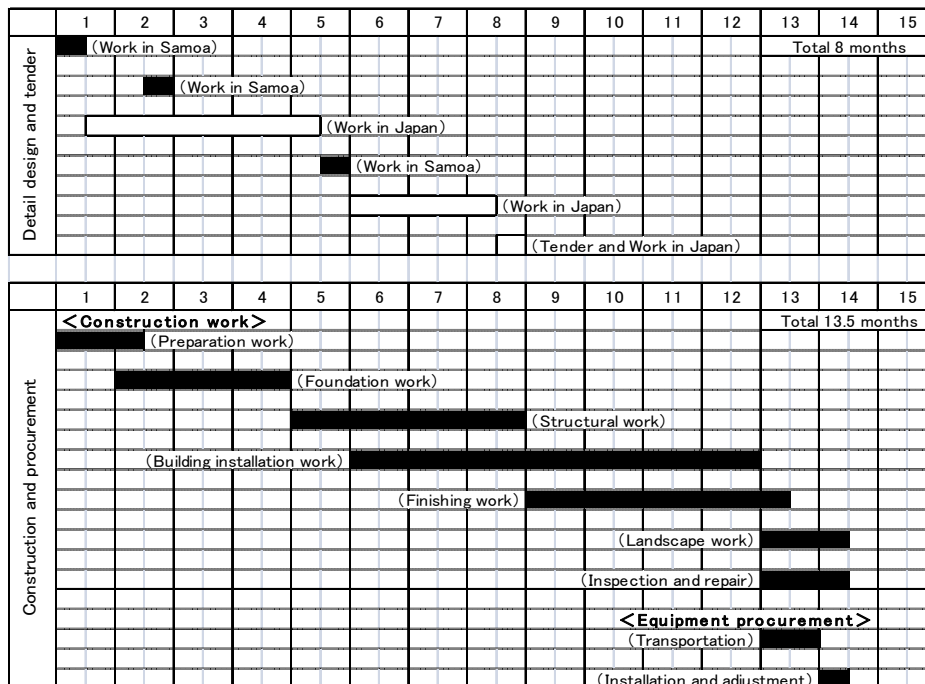 1 2 3 4 5 6 7 8 9 10 11 12 13 14 15
Detail design and tender
(Work in Samoa) Total 8 months
(Work in Samoa)
(Work in Japan)
(Work in Samoa)
(Work in Japan)
(Tender and Work in Japan)
1 2 3 4 5 6 7 8 9 10 11 12 13 14 15
Construction and procurement
<Construction work> Total 13.5 months
(Preparation work)
(Foundation work)
(Structural work)
(Building installation work)
(Finishing work)
(Landscape work)
(Inspection and repair)
<Equipment procurement>
(Transportation)
(Installation and adjustment)